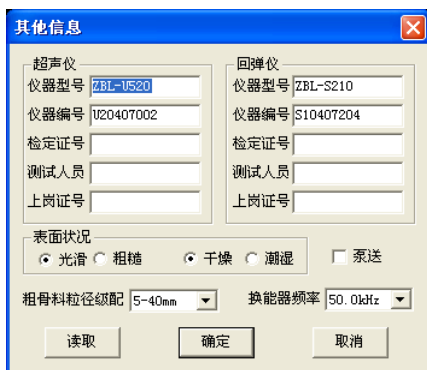 其他信息
超声仪 回弹仪
仪器型号 ZBL-U520 仪器型号 ZBL-S210
仪器编号 U20407002 仪器编号 S10407204
检定证号 检定证号
测试人员 测试人员
上岗证号 上岗证号
表面状况
光滑 粗糙 干燥 潮湿 泵送
粗骨料粒径级配 5-40mm 换能器频率 50.0kHz
读取 确定 取消